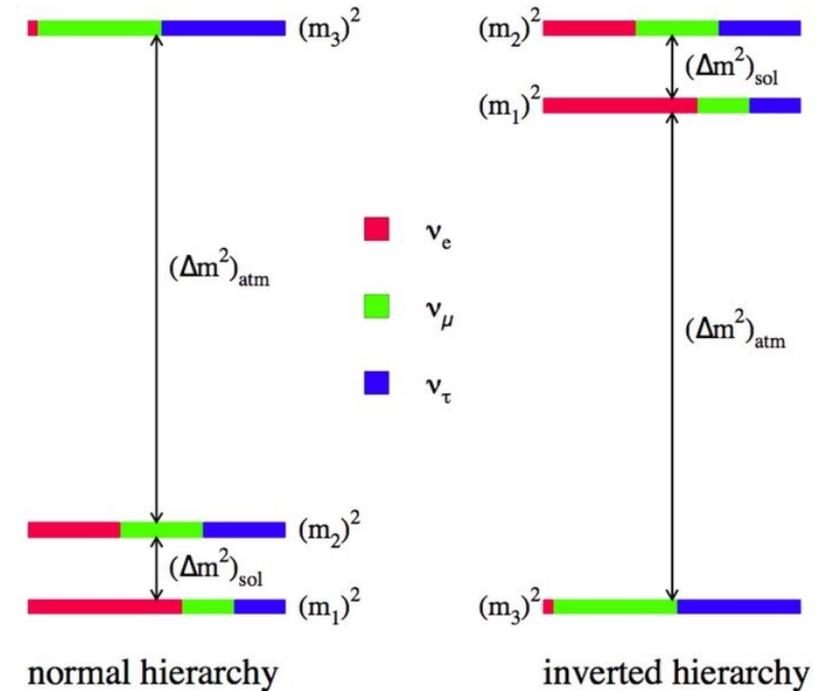 (m₃)²
(m₂)²
(Δm²)sol
(m₁)²
νe
(Δm²)atm
νμ
(Δm²)atm
ντ
(m₂)²
(Δm²)sol
(m₁)²
(m₃)²
normal hierarchy
inverted hierarchy